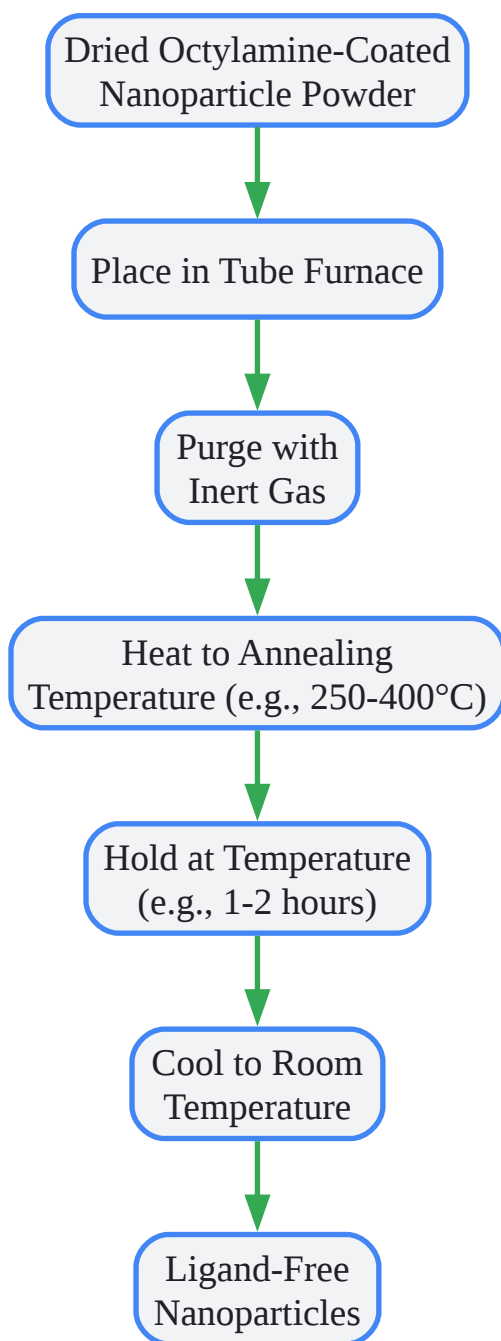 Dried Octylamine-Coated
Nanoparticle Powder
Place in Tube Furnace
Purge with
Inert Gas
Heat to Annealing
Temperature (e.g., 250-400°C)
Hold at Temperature
(e.g., 1-2 hours)
Cool to Room
Temperature
Ligand-Free
Nanoparticles